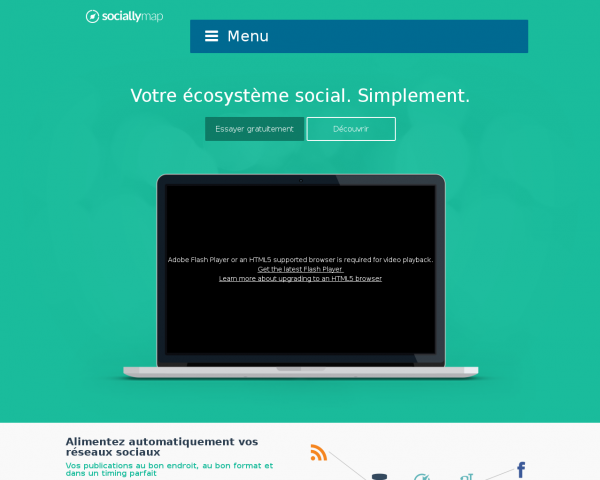 sociallymap
Menu
Votre écosystème social. Simplement.
Essayer gratuitement
Découvrir
Adobe Flash Player or an HTML5 supported browser is required for video playback.
Get the latest Flash Player
Learn more about upgrading to an HTML5 browser
Alimentez automatiquement vos
réseaux sociaux
Vos publications au bon endroit, au bon format et
dans un timing parfait